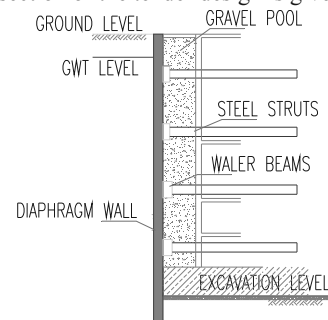 GRAVEL POOL
GROUND LEVEL
GWT LEVEL
STEEL STRUTS
WALER BEAMS
DIAPHRAGM WALL
EXCAVATION LEVEL